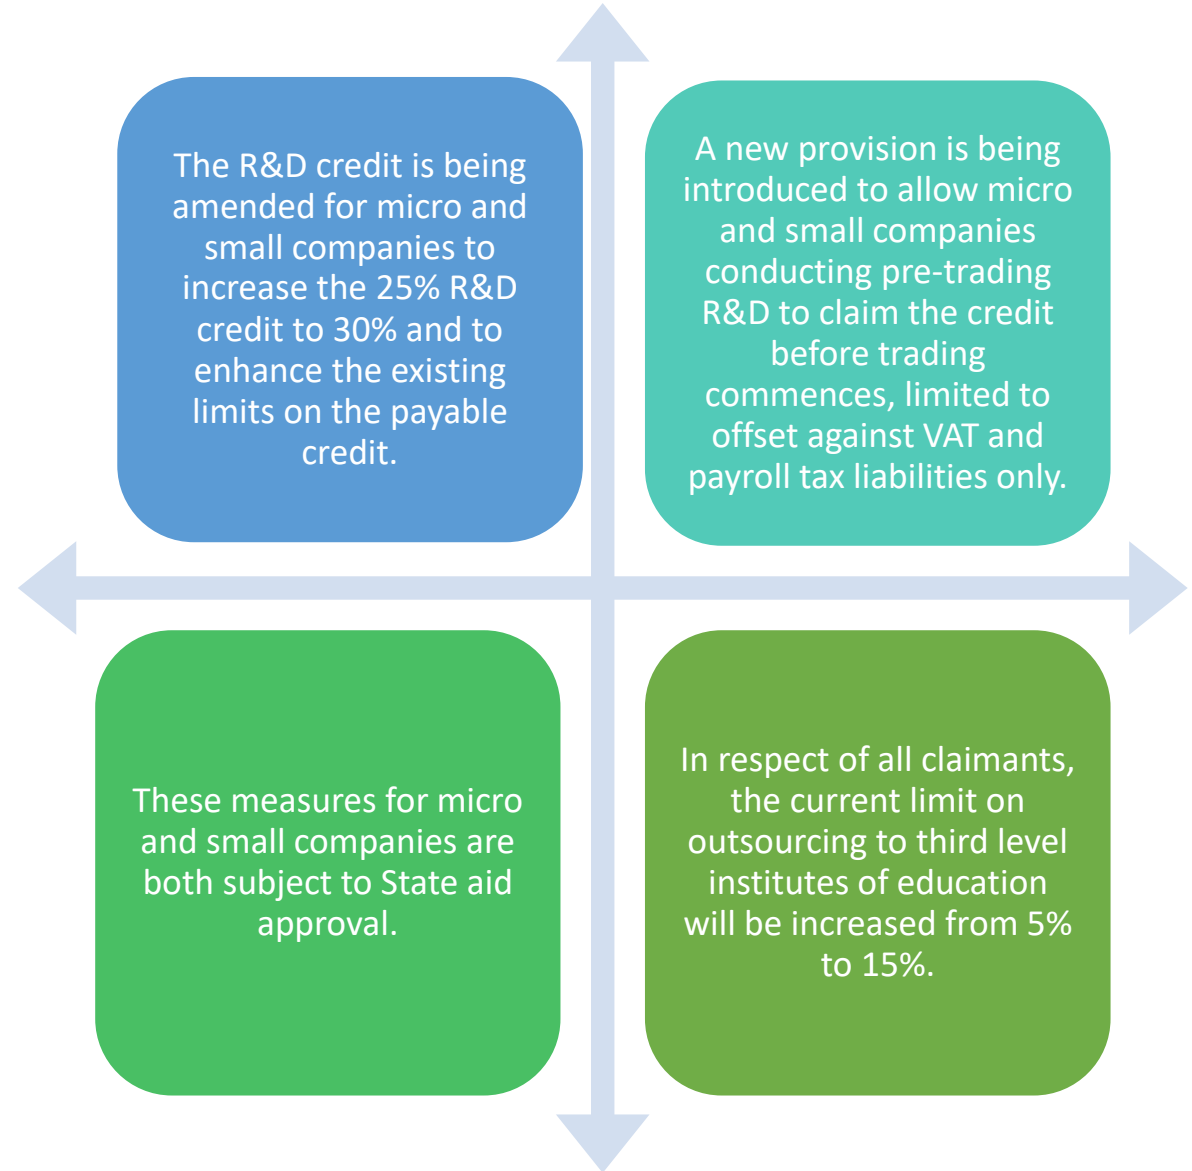 The R&D credit is being
amended for micro and
small companies to
increase the 25% R&D
credit to 30% and to
enhance the existing
limits on the payable
credit.
A new provision is being
introduced to allow micro
and small companies
conducting pre-trading
R&D to claim the credit
before trading
commences, limited to
offset against VAT and
payroll tax liabilities only.
These measures for micro
and small companies are
both subject to State aid
approval.
In respect of all claimants,
the current limit on
outsourcing to third level
institutes of education
will be increased from 5%
to 15%.